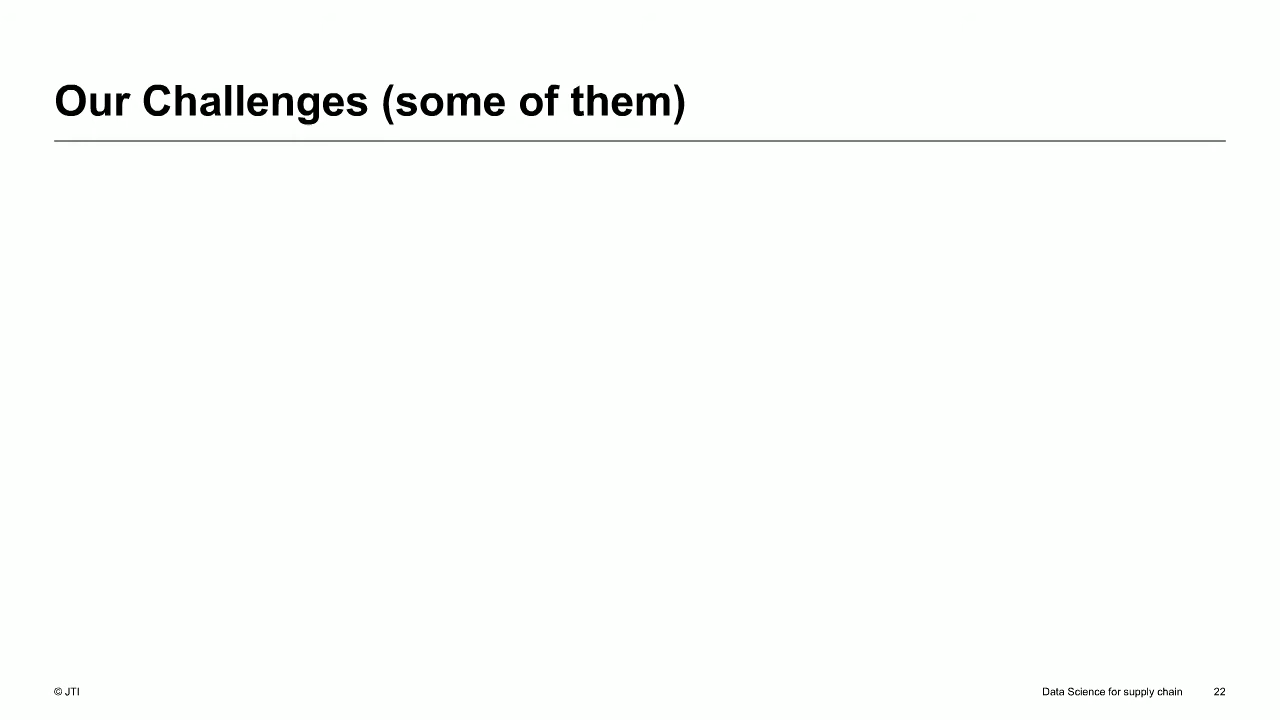 Our Challenges (some of them)
© JTI
Data Science for supply chain
22